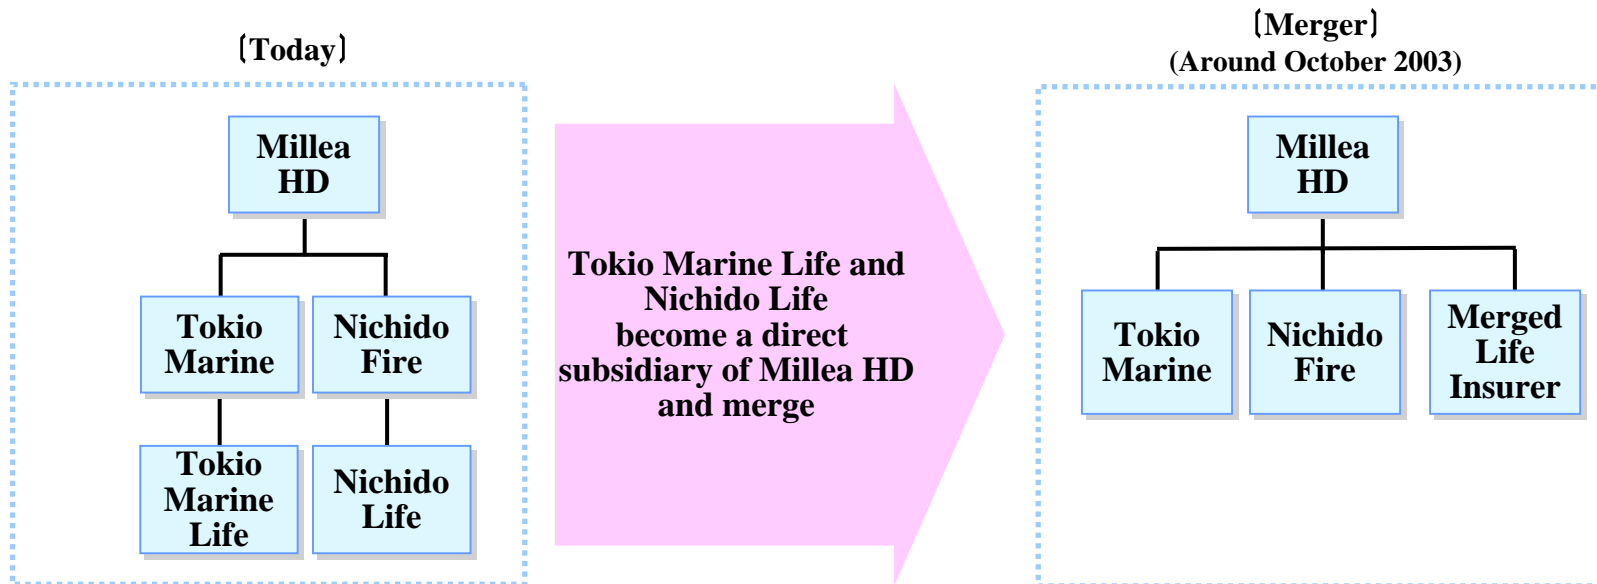 〔Today〕
Millea
HD
Tokio
Marine
Nichido
Fire
Tokio
Marine
Life
Nichido
Life
Tokio Marine Life and
Nichido Life
become a direct
subsidiary of Millea HD
and merge
〔Merger〕
(Around October 2003)
Millea
HD
Tokio
Marine
Nichido
Fire
Merged
Life
Insurer